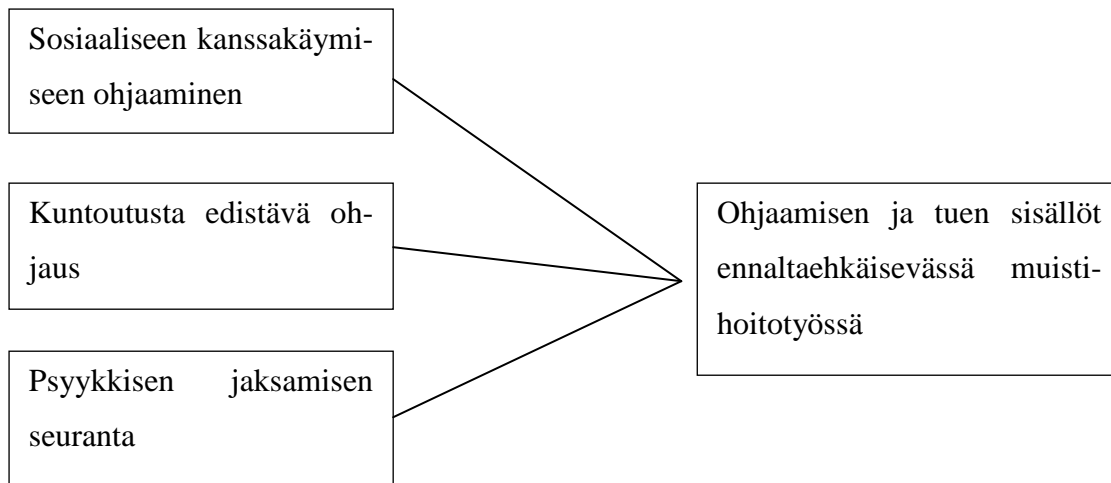 Sosiaaliseen kanssakäymi-
seen ohjaaminen
Kuntoutusta edistävä oh-
jaus
Psyykkisen jaksamisen
seuranta
Ohjaamisen ja tuen sisällöt
ennaltaehkäisevässä muisti-
hoitotyössä